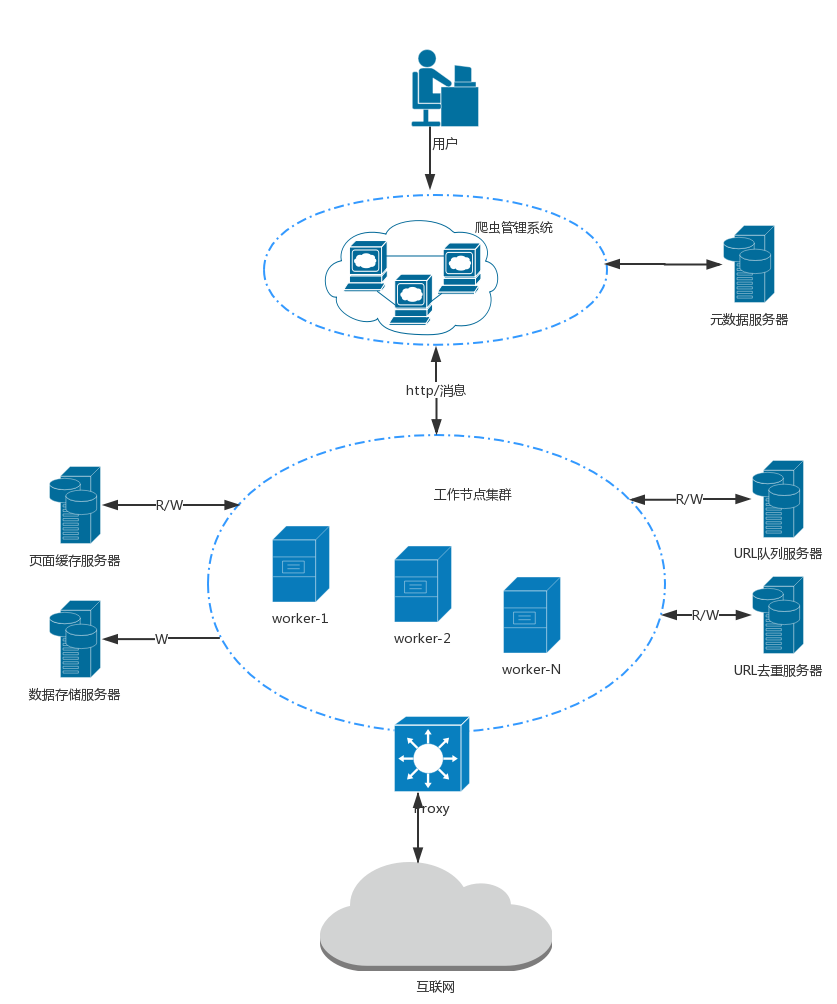 用户
爬虫管理系统
元数据服务器
http/消息
工作节点集群
R/W
R/W
页面缓存服务器
URL队列服务器
worker-1
worker-2
worker-N
W
R/W
数据存储服务器
URL去重服务器
Proxy
互联网